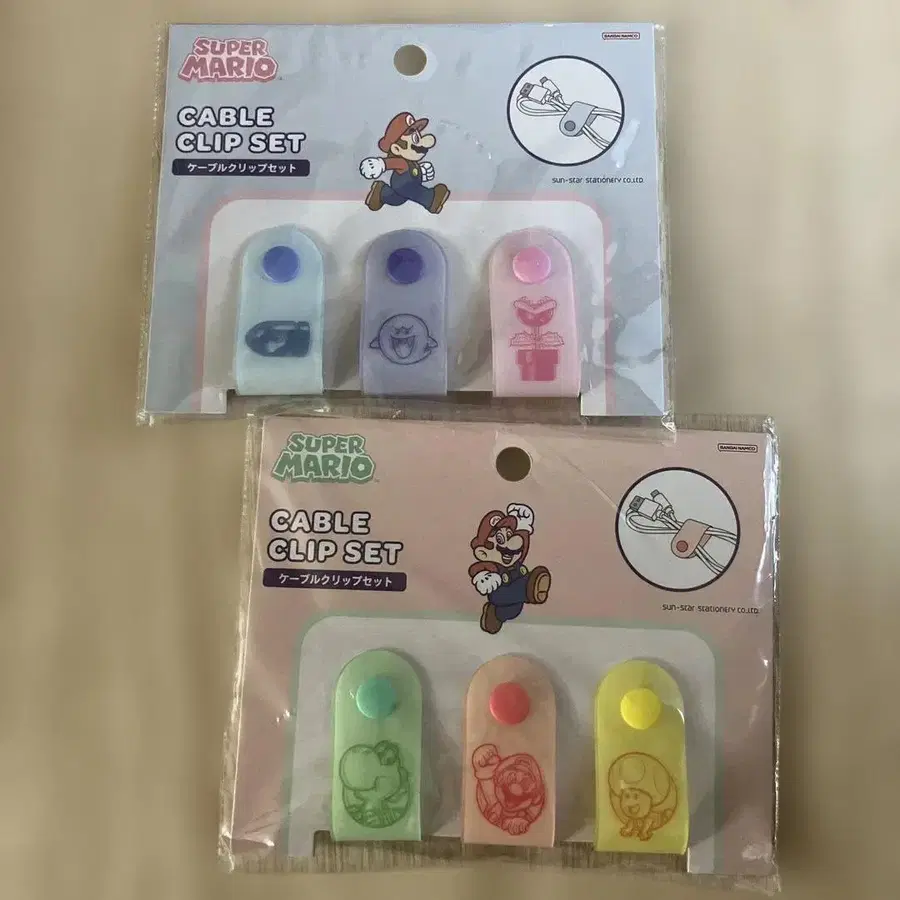 SUPER
MARIO
TM
BANDAI NAMCO
CABLE
CLIP SET
ケーブルクリップセット
SUN-STAR STATIONERY CO.,LTD.
SUPER
MARIO
TM
BANDAI NAMCO
CABLE
CLIP SET
ケーブルクリップセット
SUN-STAR STATIONERY CO.,LTD.